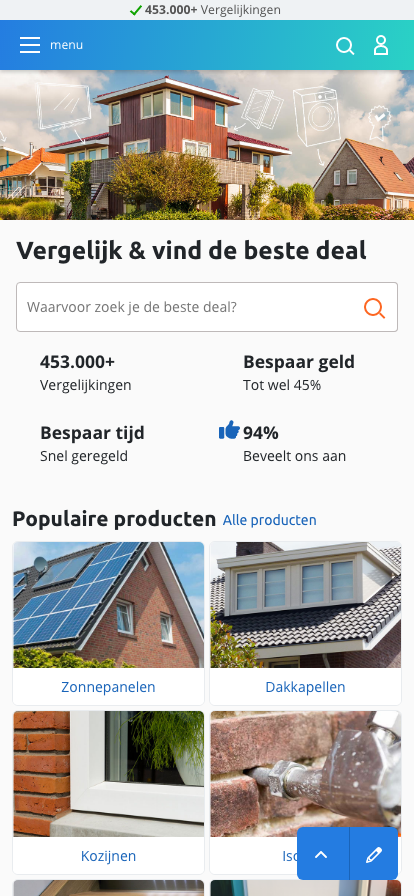 453.000+ Vergelijkingen
menu
Vergelijk & vind de beste deal
Waarvoor zoek je de beste deal?
453.000+
Vergelijkingen
Bespaar geld
Tot wel 45%
Bespaar tijd
Snel geregeld
94%
Beveelt ons aan
Populaire producten Alle producten
Zonnepanelen
Dakkapellen
Kozijnen